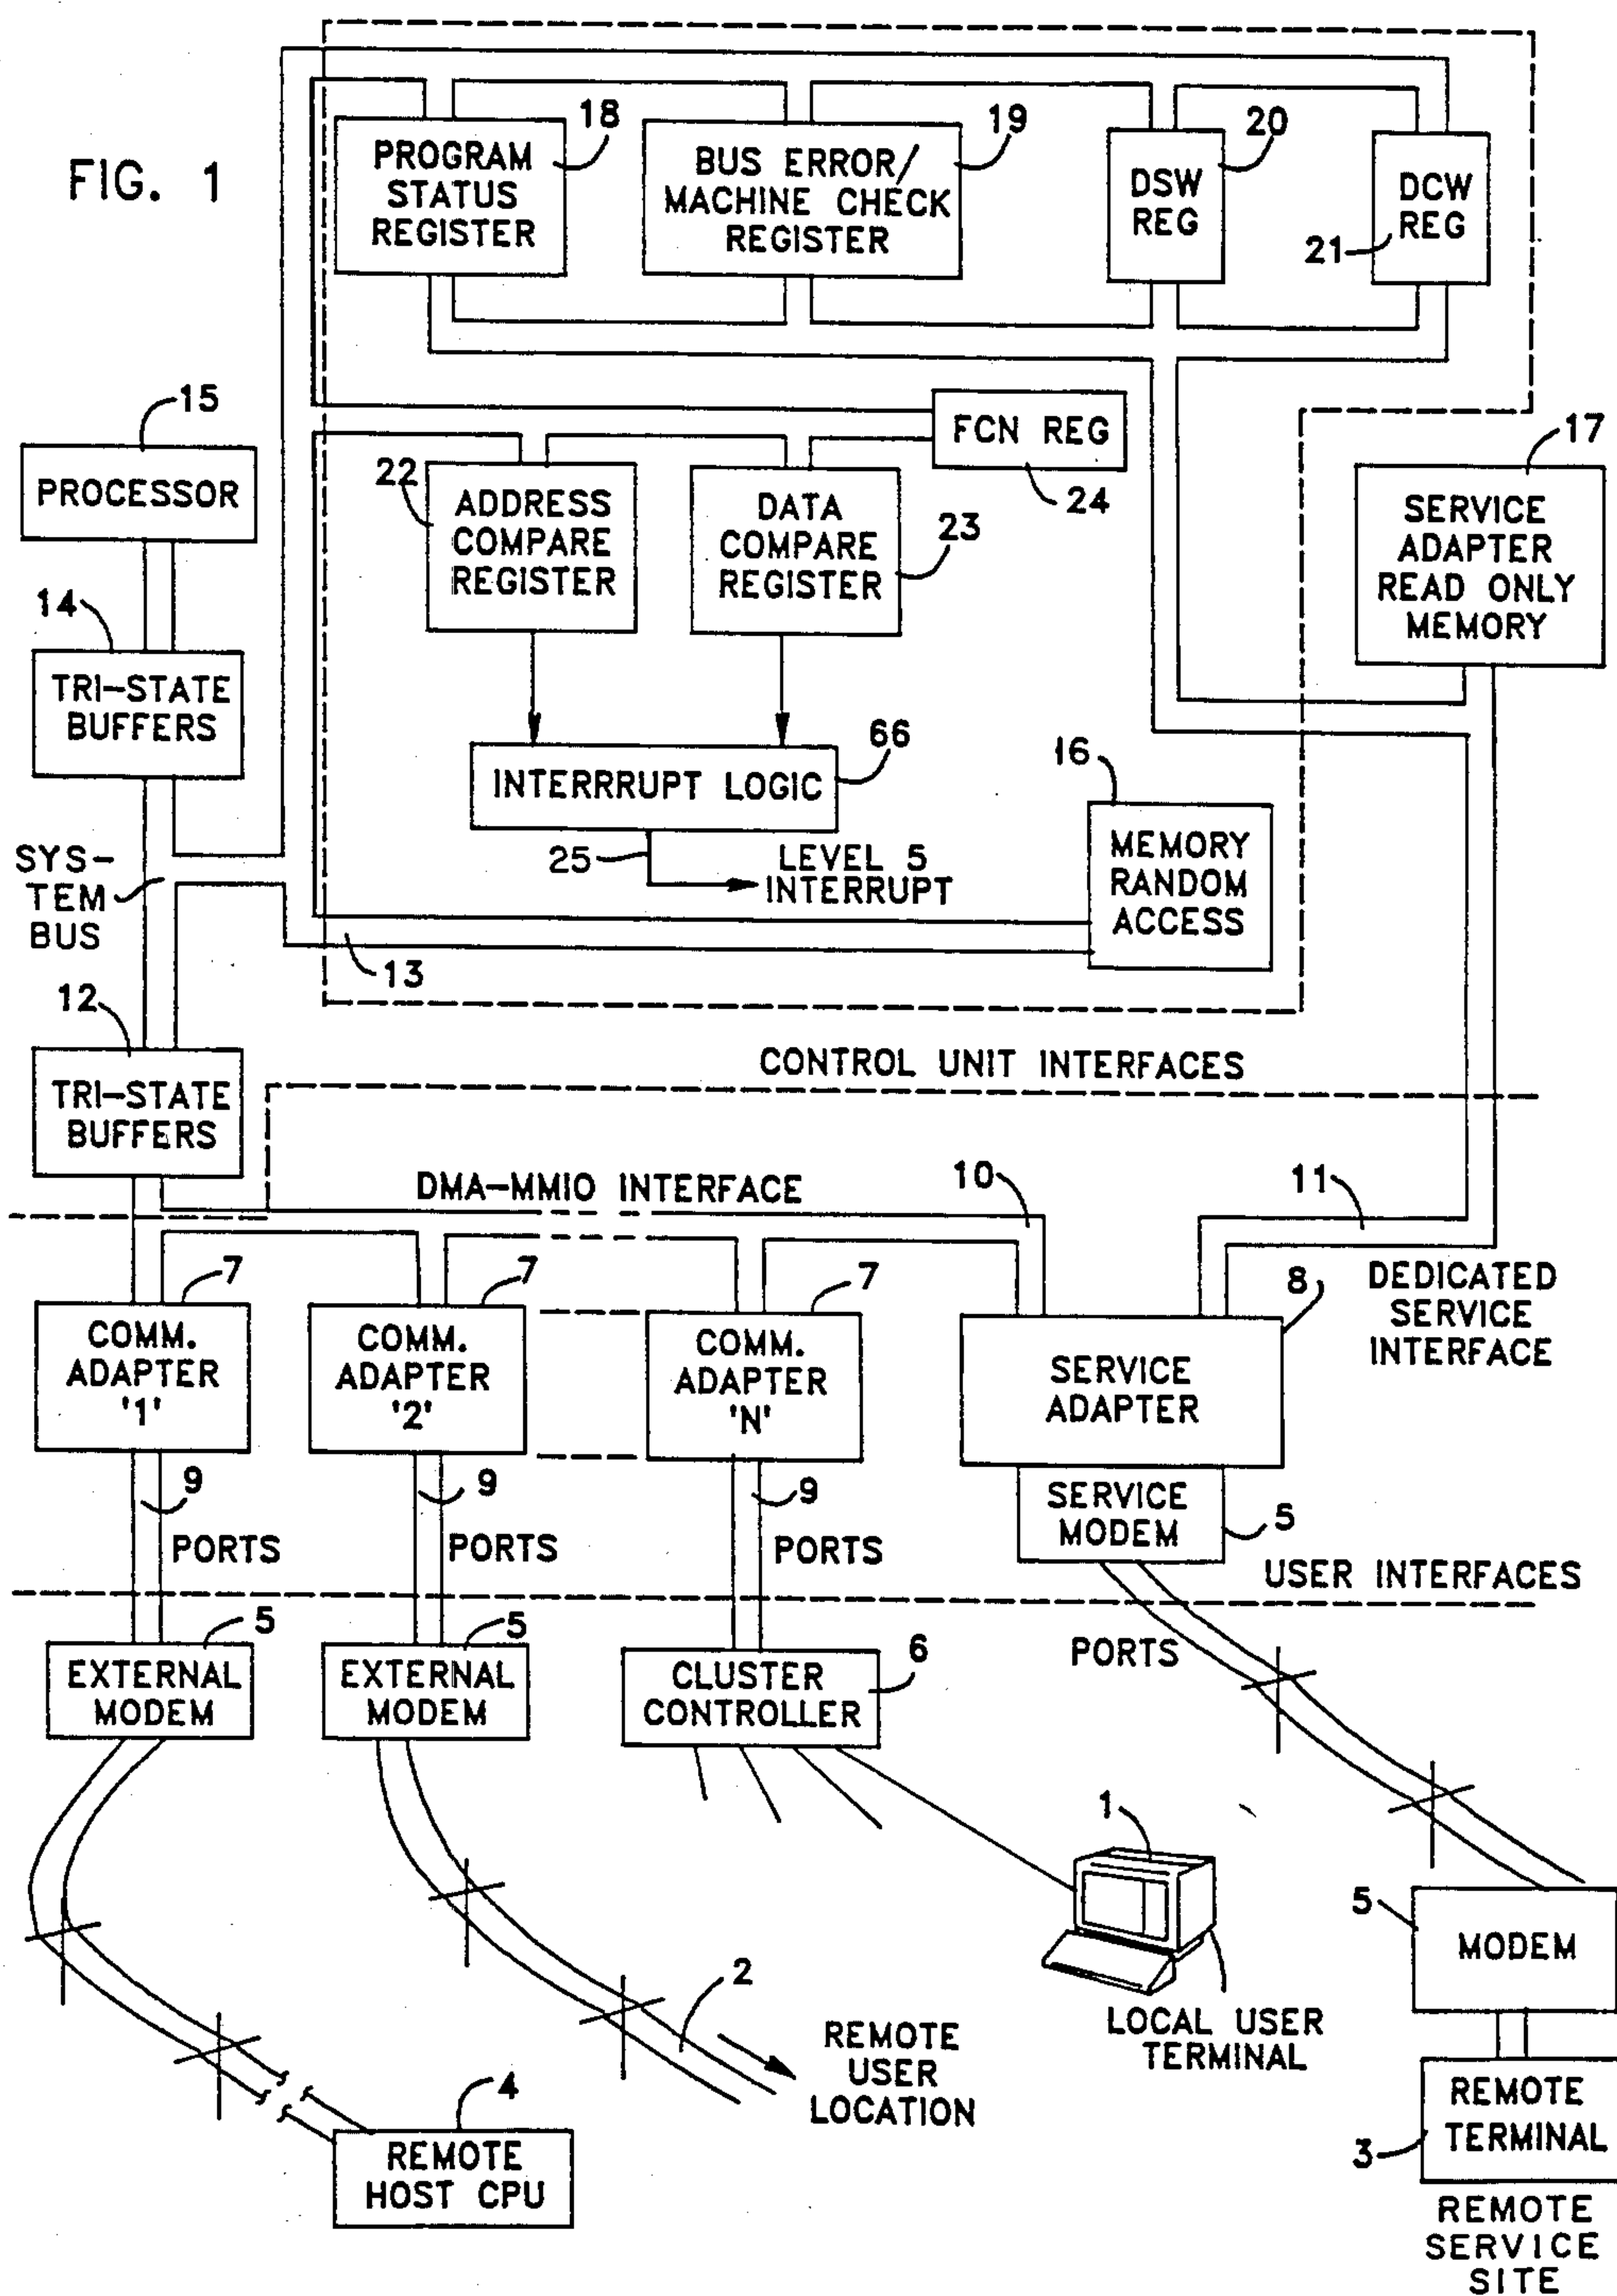 FIG. 1
18
PROGRAM
STATUS
REGISTER
19
BUS ERROR/
MACHINE CHECK
REGISTER
20
DSW
REG
21
DCW
REG
15
PROCESSOR
FCN REG
24
17
SERVICE
ADAPTER
READ ONLY
MEMORY
22
ADDRESS
COMPARE
REGISTER
DATA
COMPARE
REGISTER
23
14
TRI-STATE
BUFFERS
66
INTERRRUPT LOGIC
25
LEVEL 5
INTERRUPT
16
MEMORY
RANDOM
ACCESS
SYS-
TEM
BUS
13
12
TRI-STATE
BUFFERS
CONTROL UNIT INTERFACES
DMA-MMIO INTERFACE
10
11
DEDICATED
SERVICE
INTERFACE
7
COMM.
ADAPTER
'1'
7
COMM.
ADAPTER
'2'
7
COMM.
ADAPTER
'N'
8
SERVICE
ADAPTER
9
PORTS
9
PORTS
9
PORTS
SERVICE
MODEM
5
USER INTERFACES
5
EXTERNAL
MODEM
5
EXTERNAL
MODEM
6
CLUSTER
CONTROLLER
PORTS
1
LOCAL USER
TERMINAL
5
MODEM
2
REMOTE
USER
LOCATION
4
REMOTE
HOST CPU
3
REMOTE
TERMINAL
REMOTE
SERVICE
SITE